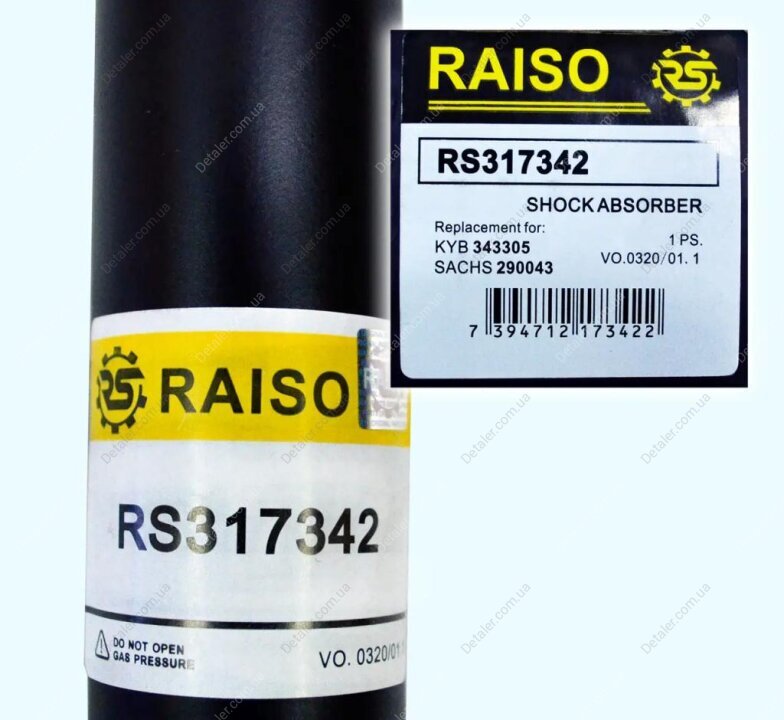 RAISO RS
RS317342
SHOCK ABSORBER
Replacement for:
KYB 343305
1 PS.
SACHS 290043
VO.0320/01. 1
7 394712 173422
RS RAISO
RS317342
DO NOT OPEN
GAS PRESSURE
VO. 0320/01.1
Detaler.com.ua